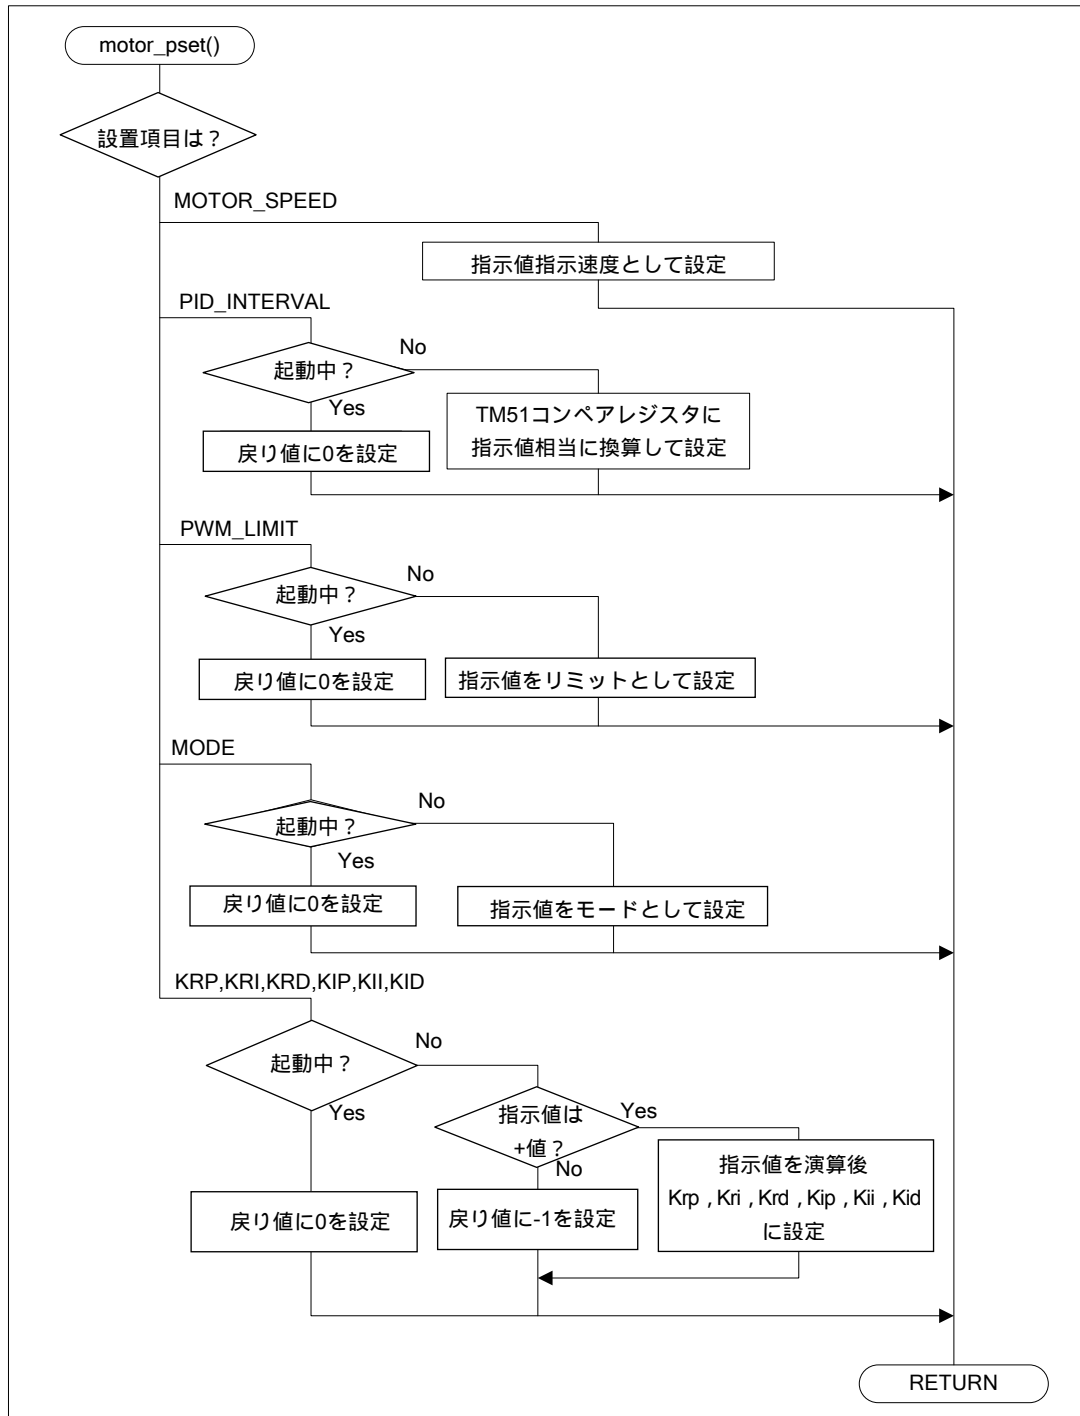 motor_pset()
設置項目は？
MOTOR_SPEED
指示値指示速度として設定
PID_INTERVAL
起動中？
No
Yes
TM51コンペアレジスタに
指示値相当に換算して設定
戻り値に0を設定
PWM_LIMIT
起動中？
No
Yes
戻り値に0を設定
指示値をリミットとして設定
MODE
起動中？
No
Yes
戻り値に0を設定
指示値をモードとして設定
KRP,KRI,KRD,KIP,KII,KID
起動中？
No
Yes
指示値は
+値？
Yes
No
指示値を演算後
Krp , Kri , Krd , Kip , Kii , Kid
に設定
戻り値に0を設定
戻り値に-1を設定
RETURN